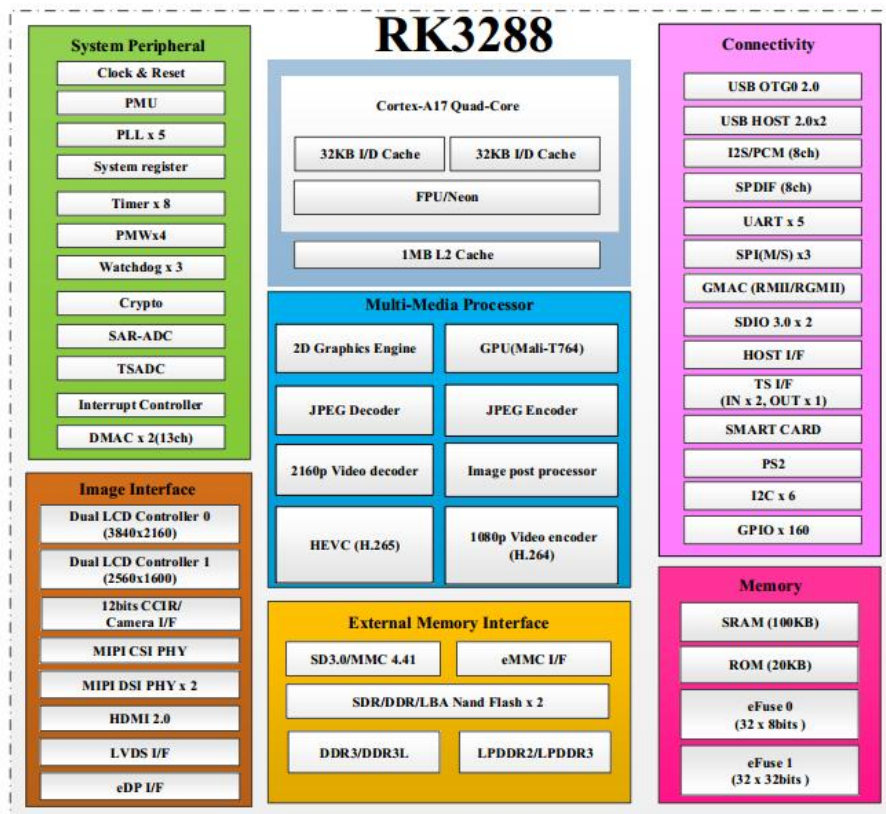 RK3288
System Peripheral
Clock & Reset
PMU
PLL x 5
System register
Timer x 8
PMWx4
Watchdog x 3
Crypto
SAR-ADC
TSADC
Interrupt Controller
DMAC x 2(13ch)
Image Interface
Dual LCD Controller 0
(3840x2160)
Dual LCD Controller 1
(2560x1600)
12bits CCIR/
Camera I/F
MIPI CSI PHY
MIPI DSI PHY x 2
HDMI 2.0
LVDS I/F
eDP I/F
Cortex-A17 Quad-Core
32KB I/D Cache
32KB I/D Cache
FPU/Neon
1MB L2 Cache
Multi-Media Processor
2D Graphics Engine
GPU(Mali-T764)
JPEG Decoder
JPEG Encoder
2160p Video decoder
Image post processor
HEVC (H.265)
1080p Video encoder
(H.264)
External Memory Interface
SD3.0/MMC 4.41
eMMC I/F
SDR/DDR/LBA Nand Flash x 2
DDR3/DDR3L
LPDDR2/LPDDR3
Connectivity
USB OTG0 2.0
USB HOST 2.0x2
I2S/PCM (8ch)
SPDIF (8ch)
UART x 5
SPI(M/S) x3
GMAC (RMII/RGMII)
SDIO 3.0 x 2
HOST I/F
TS I/F
(IN x 2, OUT x 1)
SMART CARD
PS2
I2C x 6
GPIO x 160
Memory
SRAM (100KB)
ROM (20KB)
eFuse 0
(32 x 8bits )
eFuse 1
(32 x 32bits )